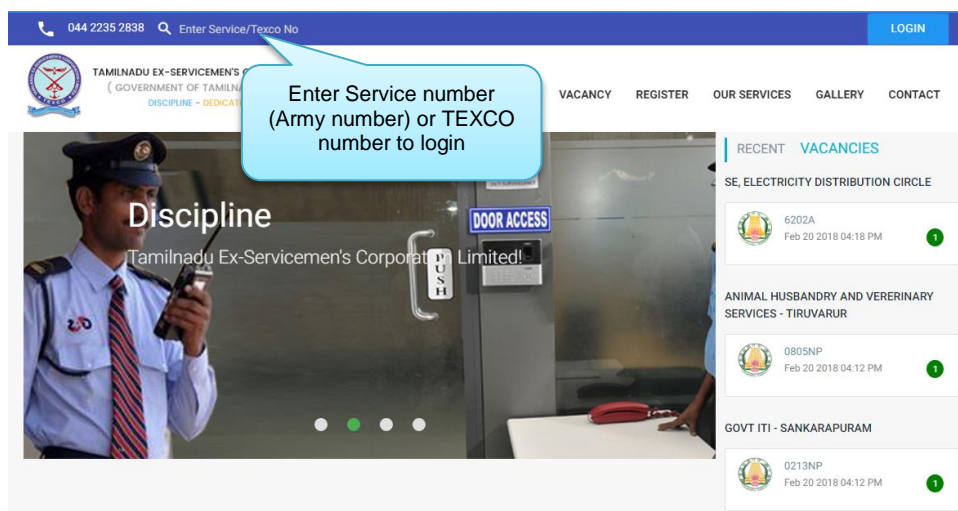 044 2235 2838 Enter Service/Texco No LOGIN
TAMILNADU EX-SERVICEMEN'S
( GOVERNMENT OF
DISCIPLINE -
VACANCY REGISTER OUR SERVICES GALLERY CONTACT
Enter Service number
(Army number) or TEXCO
number to login
Discipline
Tamilnadu Ex-Servicemen's Corporation Limited!
DOOR ACCESS
PUSH
RECENT VACANCIES
SE, ELECTRICITY DISTRIBUTION CIRCLE
6202A
Feb 20 2018 04:18 PM
1
ANIMAL HUSBANDRY AND VERERINARY
SERVICES - TIRUVARUR
0805NP
Feb 20 2018 04:12 PM
1
GOVT ITI - SANKARAPURAM
0213NP
Feb 20 2018 04:12 PM
1